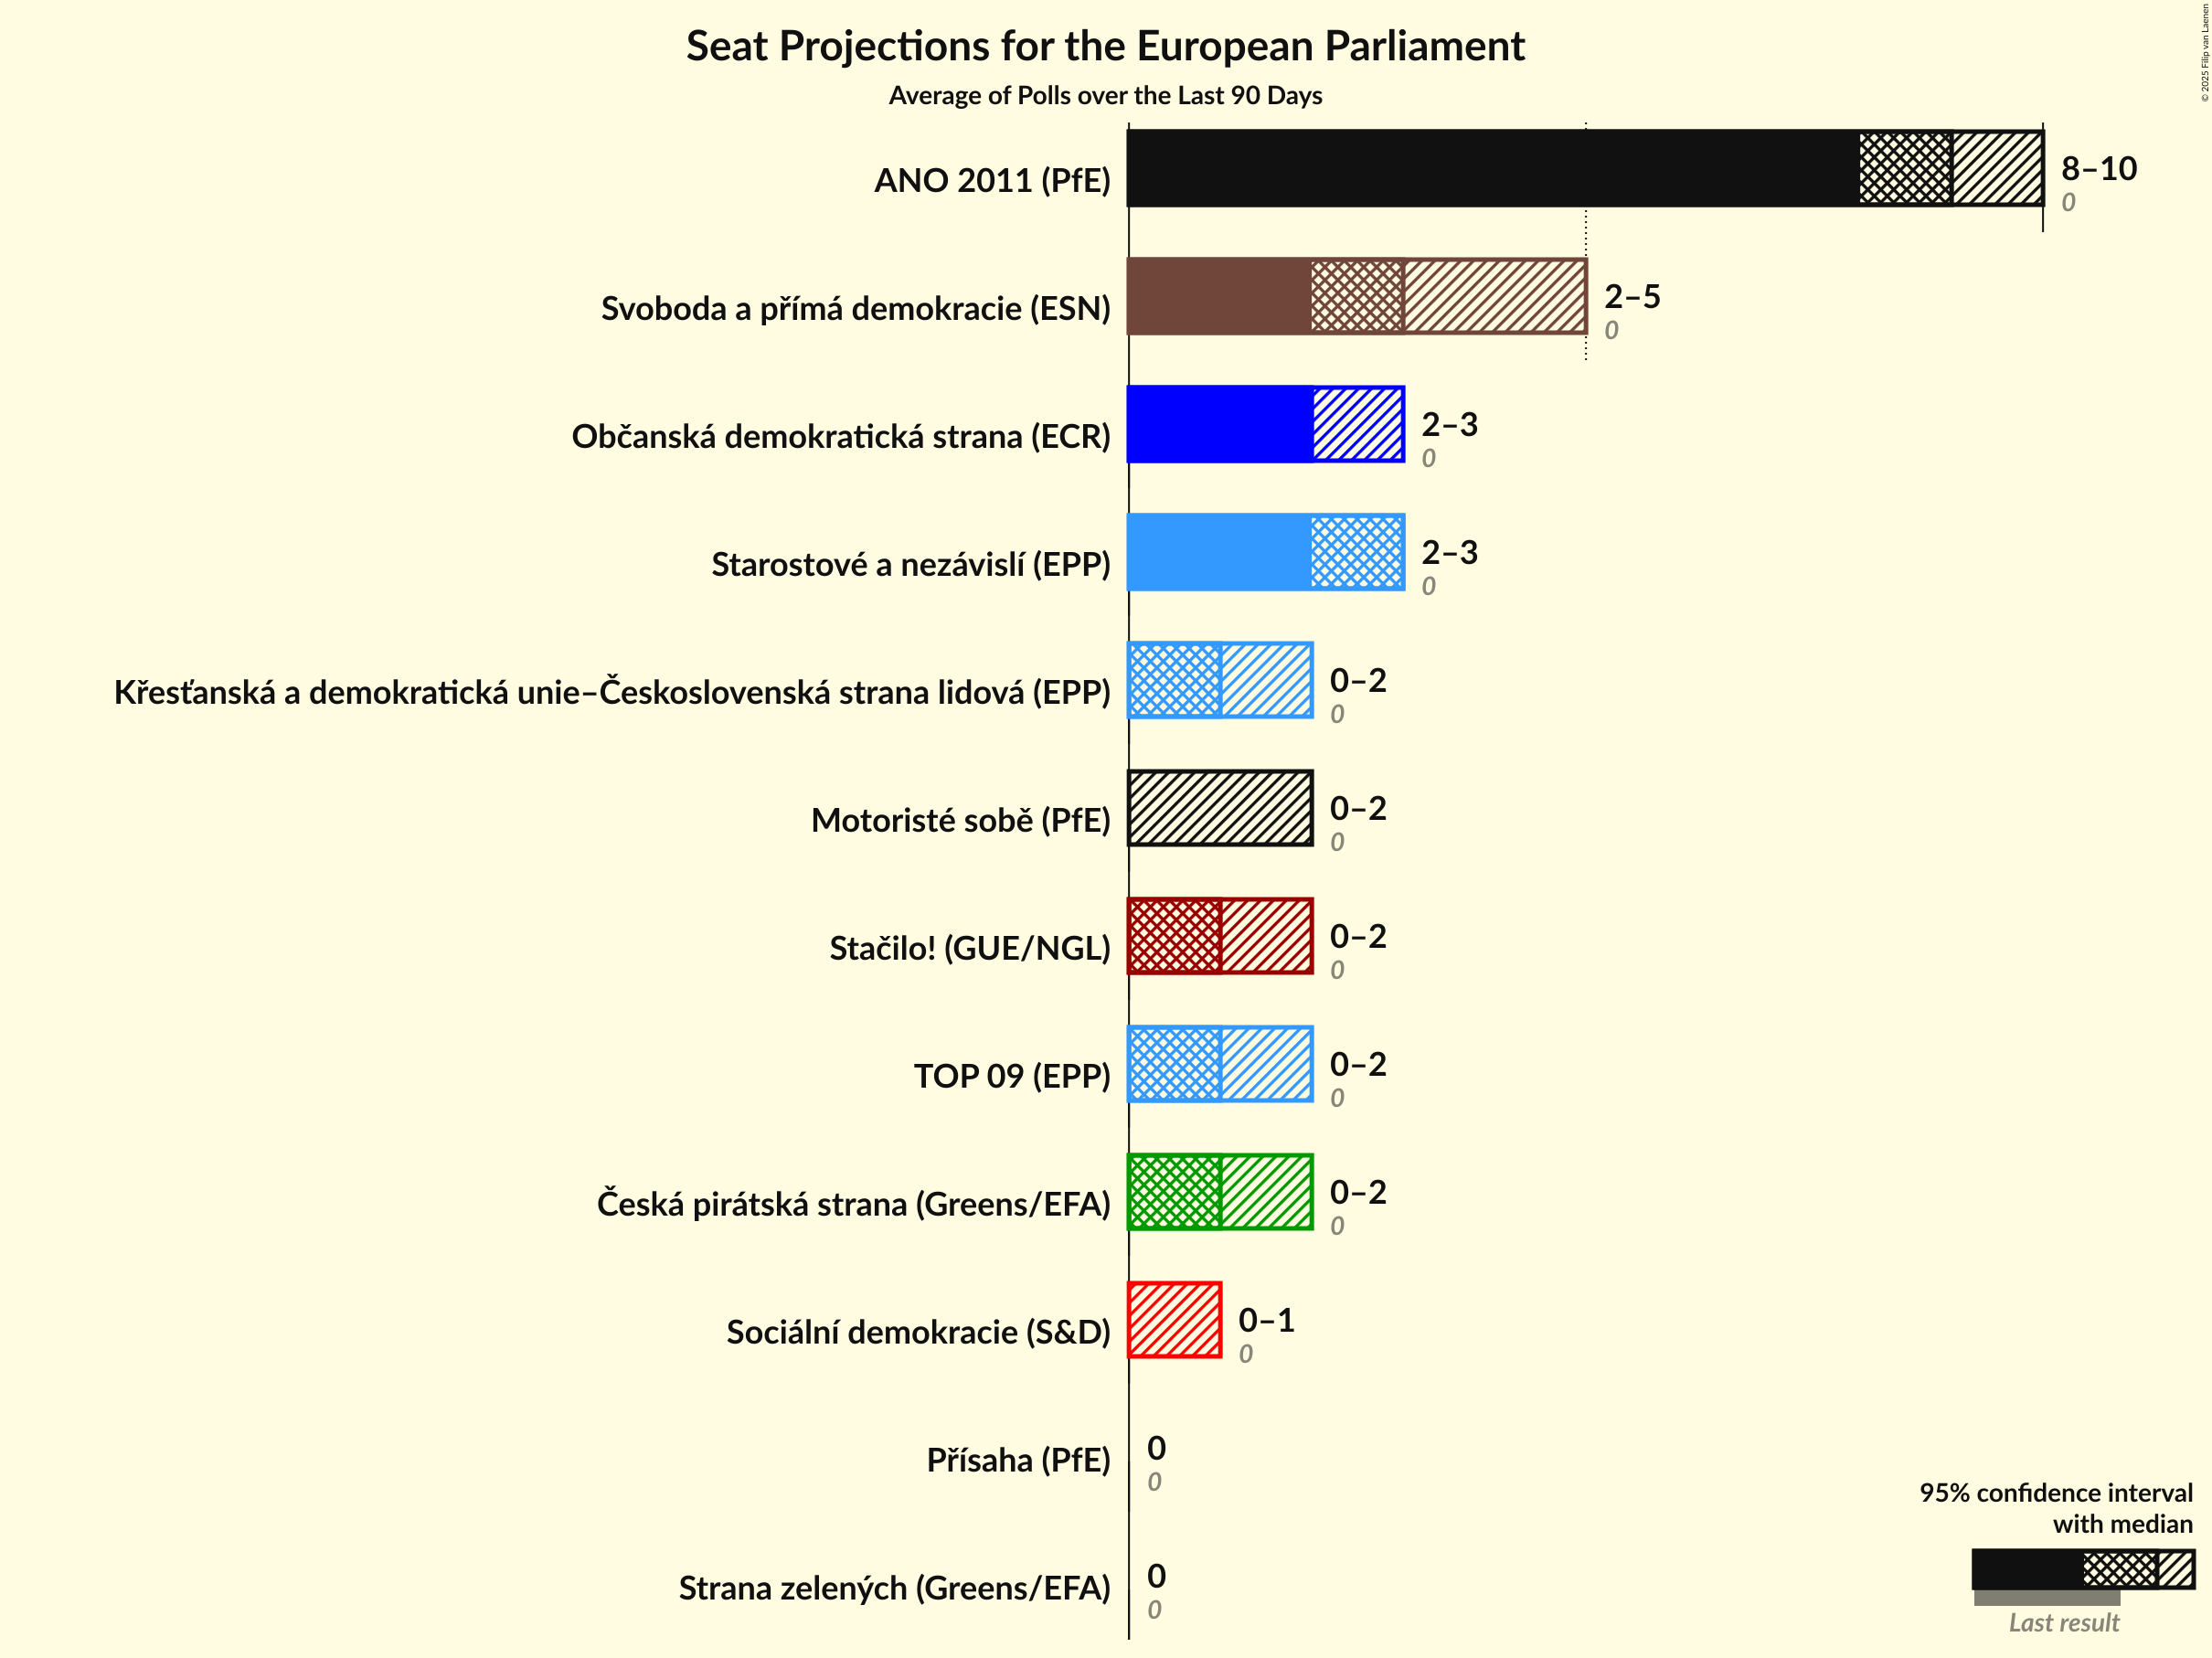 Seat Projections for the European Parliament
Average of Polls over the Last 90 Days
© 2025 Filip van Laenen
ANO 2011 (PfE)
8–10
0
Svoboda a přímá demokracie (ESN)
2–5
0
Občanská demokratická strana (ECR)
2–3
0
Starostové a nezávislí (EPP)
2–3
0
Křesťanská a demokratická unie–Československá strana lidová (EPP)
0–2
0
Motoristé sobě (PfE)
0–2
0
Stačilo! (GUE/NGL)
0–2
0
TOP 09 (EPP)
0–2
0
Česká pirátská strana (Greens/EFA)
0–2
0
Sociální demokracie (S&D)
0–1
0
Přísaha (PfE)
0
0
Strana zelených (Greens/EFA)
0
0
95% confidence interval
with median
Last result